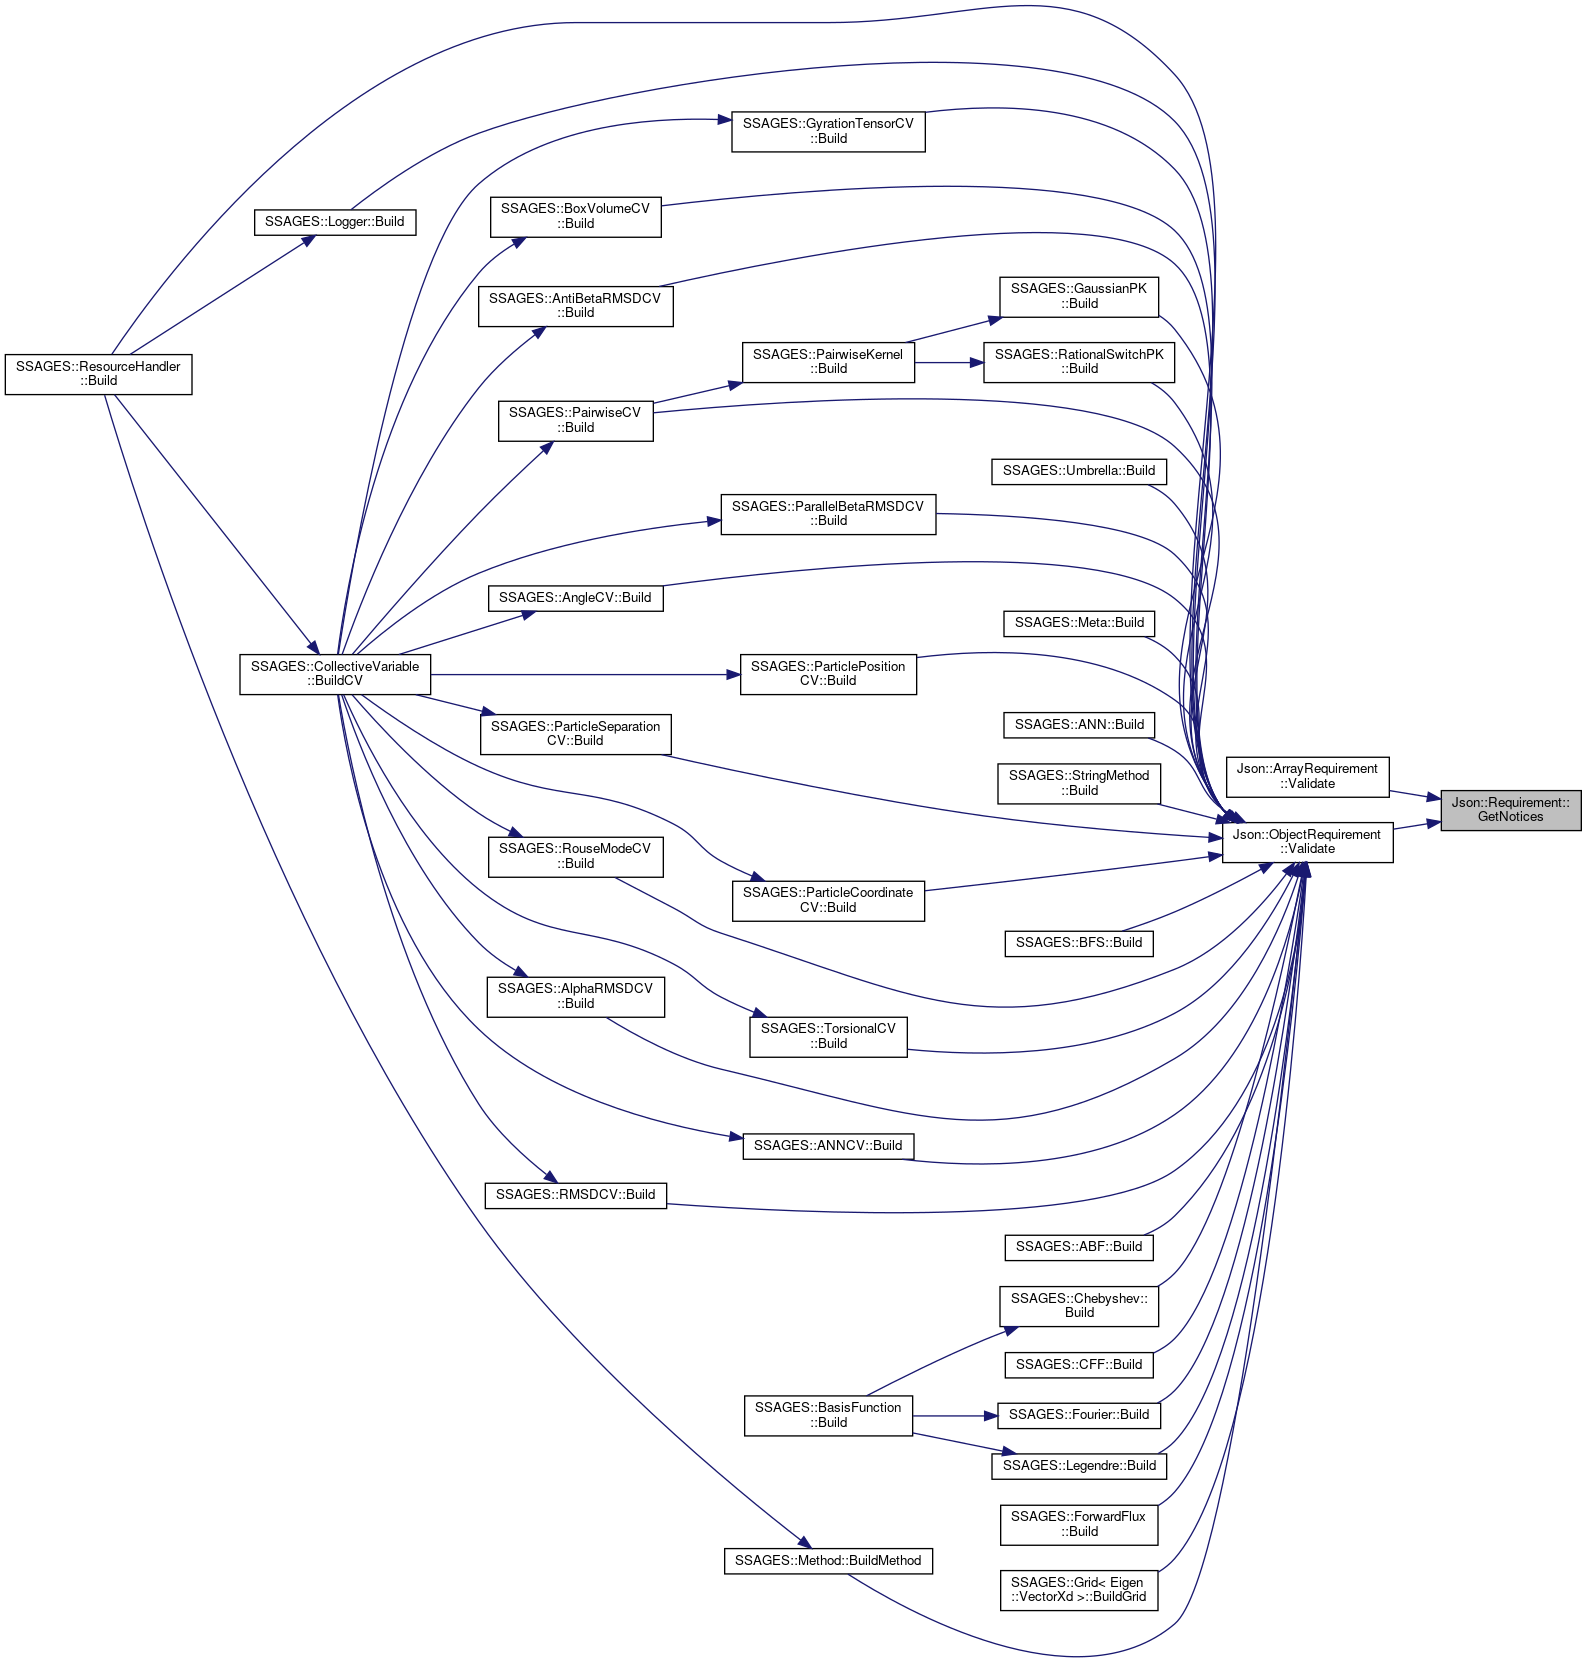 SSAGES::GyrationTensorCV
::Build
SSAGES::BoxVolumeCV
::Build
SSAGES::Logger::Build
SSAGES::AntiBetaRMSDCV
::Build
SSAGES::GaussianPK
::Build
SSAGES::PairwiseKernel
::Build
SSAGES::RationalSwitchPK
::Build
SSAGES::ResourceHandler
::Build
SSAGES::PairwiseCV
::Build
SSAGES::Umbrella::Build
SSAGES::ParallelBetaRMSDCV
::Build
SSAGES::AngleCV::Build
SSAGES::Meta::Build
SSAGES::CollectiveVariable
::BuildCV
SSAGES::ParticlePosition
CV::Build
SSAGES::ParticleSeparation
CV::Build
SSAGES::ANN::Build
SSAGES::StringMethod
::Build
Json::ArrayRequirement
::Validate
Json::Requirement::
GetNotices
Json::ObjectRequirement
::Validate
SSAGES::RouseModeCV
::Build
SSAGES::ParticleCoordinate
CV::Build
SSAGES::BFS::Build
SSAGES::AlphaRMSDCV
::Build
SSAGES::TorsionalCV
::Build
SSAGES::ANNCV::Build
SSAGES::RMSDCV::Build
SSAGES::ABF::Build
SSAGES::Chebyshev::
Build
SSAGES::CFF::Build
SSAGES::BasisFunction
::Build
SSAGES::Fourier::Build
SSAGES::Legendre::Build
SSAGES::ForwardFlux
::Build
SSAGES::Method::BuildMethod
SSAGES::Grid< Eigen
::VectorXd >::BuildGrid